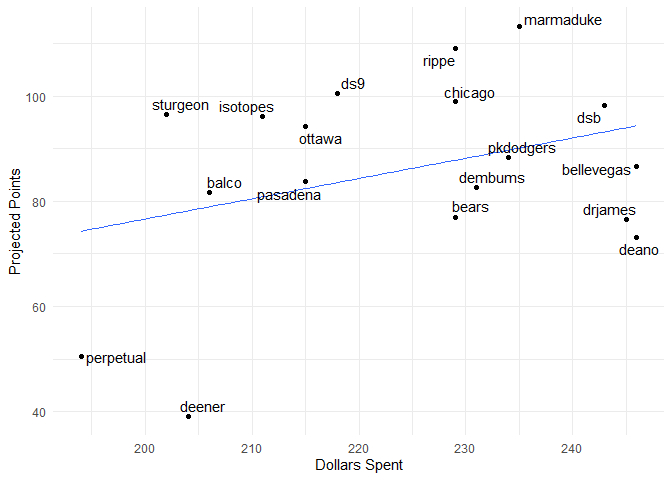 marmaduke
rippe
ds9
chicago
100
sturgeon
isotopes
dsb
ottawa
pkdodgers
bellevegas
balco
dembums
80
pasadena
bears
drjames
deano
Projected Points
60
perpetual
deener
40
200
210
220
230
240
Dollars Spent